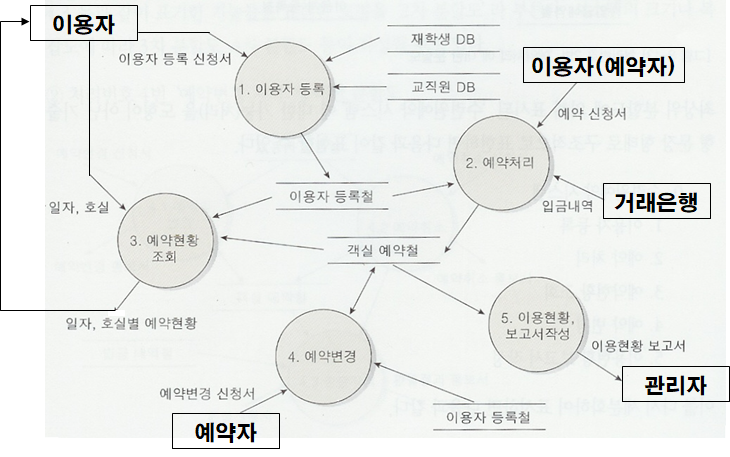 이용자
재학생 DB
이용자 등록 신청서
1. 이용자 등록
교직원 DB
이용자(예약자)
예약 신청서
2. 예약처리
이용자 등록철
일자, 호실
입금내역
거래은행
3. 예약현황
조회
객실 예약철
일자, 호실별 예약현황
5. 이용현황,
보고서작성
이용현황 보고서
4. 예약변경
관리자
예약변경 신청서
예약자
이용자 등록철